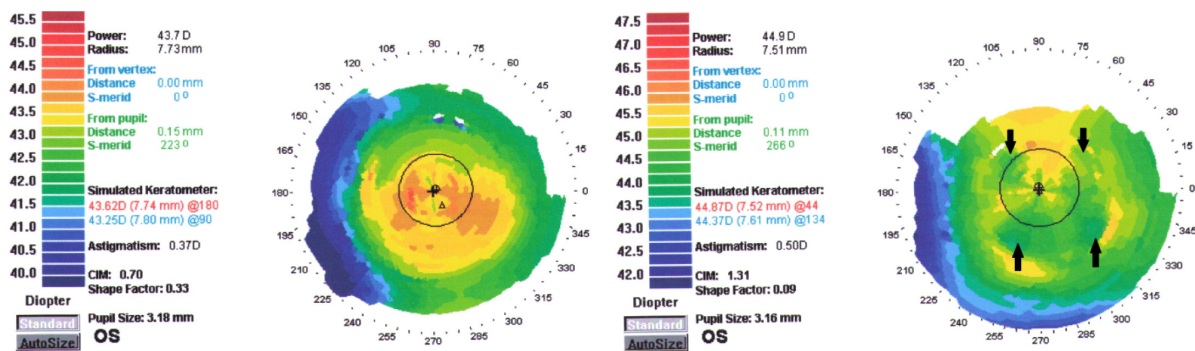 45.5
45.0
44.5
44.0
43.5
43.0
42.5
42.0
41.5
41.0
40.5
40.0
Diopter
Standard
AutoSize
Power: 43.7 D
Radius: 7.73 mm
From vertex:
Distance 0.00 mm
S-merid 0º
From pupil:
Distance 0.15 mm
S-merid 223º
Simulated Keratometer:
43.62D (7.74 mm) @180
43.25D (7.80 mm) @90
Astigmatism: 0.37D
CIM: 0.70
Shape Factor: 0.33
Pupil Size: 3.18 mm
OS
90
105
75
120
60
135
45
150
30
165
15
180
0
195
345
210
330
225
315
240
300
255
270
285
47.5
47.0
46.5
46.0
45.5
45.0
44.5
44.0
43.5
43.0
42.5
42.0
Diopter
Standard
AutoSize
Power: 44.9 D
Radius: 7.51 mm
From vertex:
Distance 0.00 mm
S-merid 0º
From pupil:
Distance 0.11 mm
S-merid 266º
Simulated Keratometer:
44.87D (7.52 mm) @44
44.37D (7.61 mm) @134
Astigmatism: 0.50D
CIM: 1.31
Shape Factor: 0.09
Pupil Size: 3.16 mm
OS
90
105
75
120
60
135
45
150
30
165
15
180
0
195
345
210
330
225
315
240
300
255
270
285